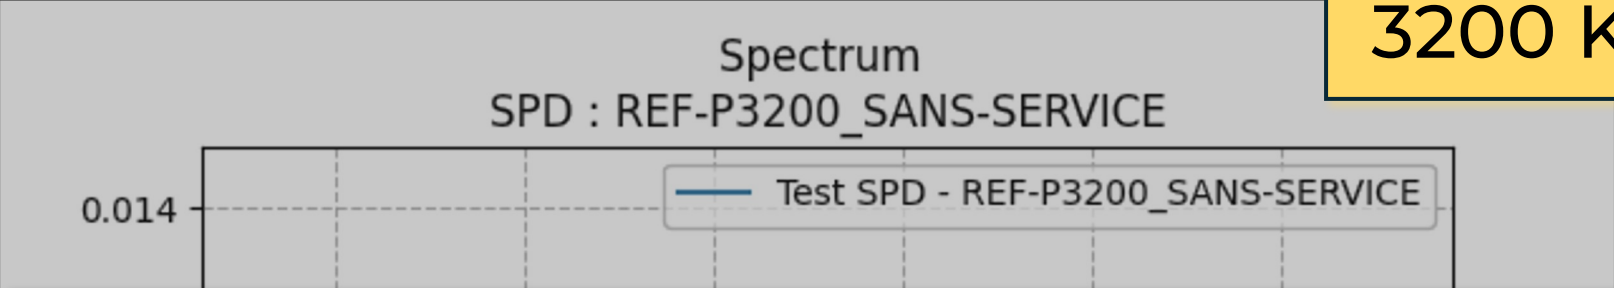 3200 K
Spectrum
SPD : REF-P3200_SANS-SERVICE
Test SPD - REF-P3200_SANS-SERVICE
0.014